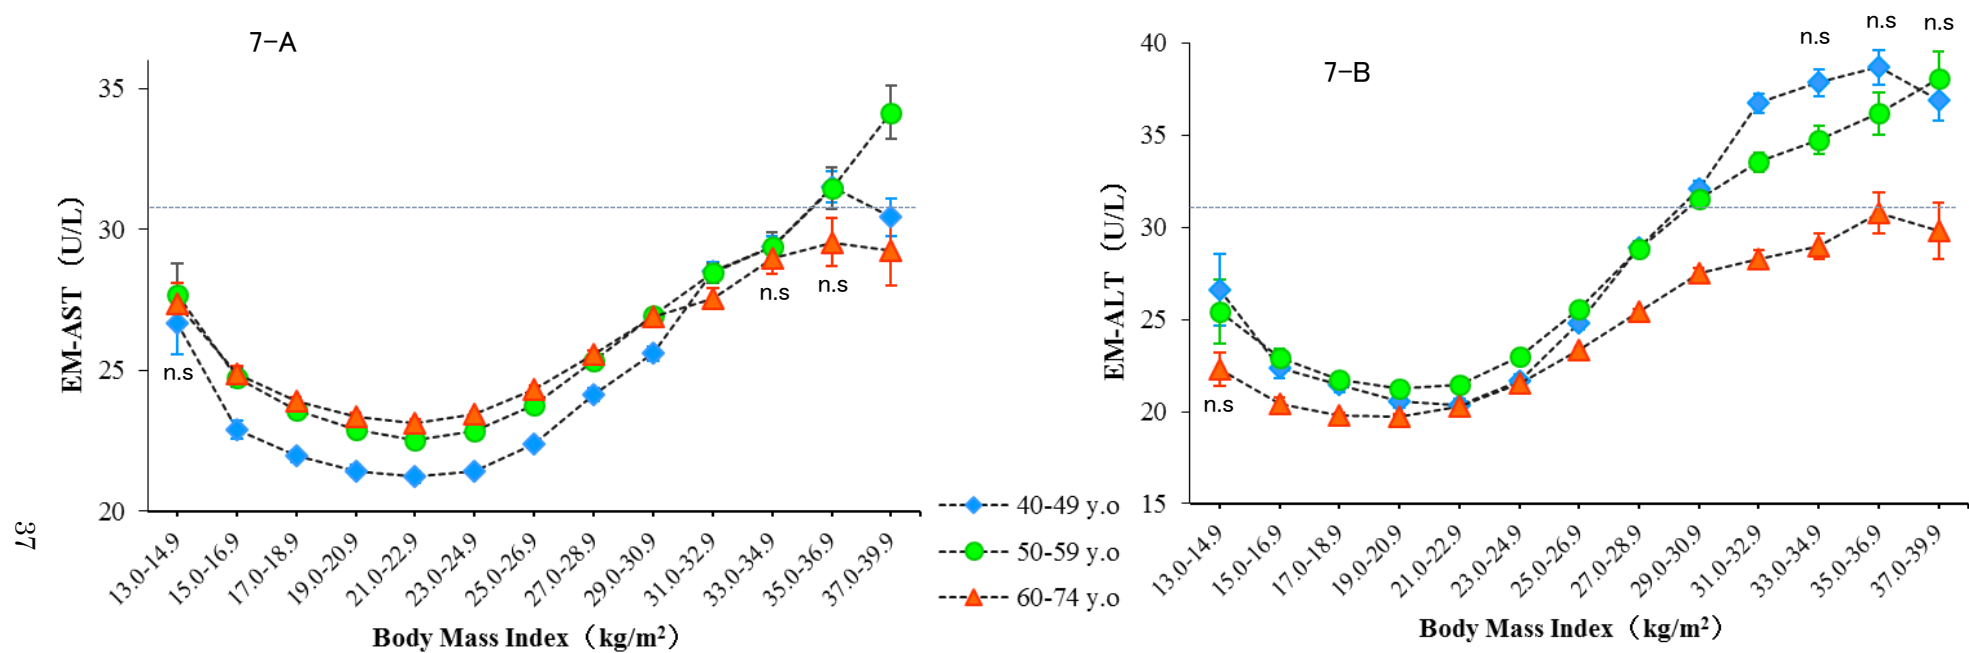 7-A
35
30
25
20
EM-AST (U/L)
n.s
n.s
n.s
13.0-14.9
15.0-16.9
17.0-18.9
19.0-20.9
21.0-22.9
23.0-24.9
25.0-26.9
27.0-28.9
29.0-30.9
31.0-32.9
33.0-34.9
35.0-36.9
37.0-39.9
Body Mass Index（kg/m²）
40-49 y.o
50-59 y.o
60-74 y.o
7-B
40
35
30
25
20
15
EM-ALT (U/L)
n.s
n.s
n.s
n.s
13.0-14.9
15.0-16.9
17.0-18.9
19.0-20.9
21.0-22.9
23.0-24.9
25.0-26.9
27.0-28.9
29.0-30.9
31.0-32.9
33.0-34.9
35.0-36.9
37.0-39.9
Body Mass Index（kg/m²）
37